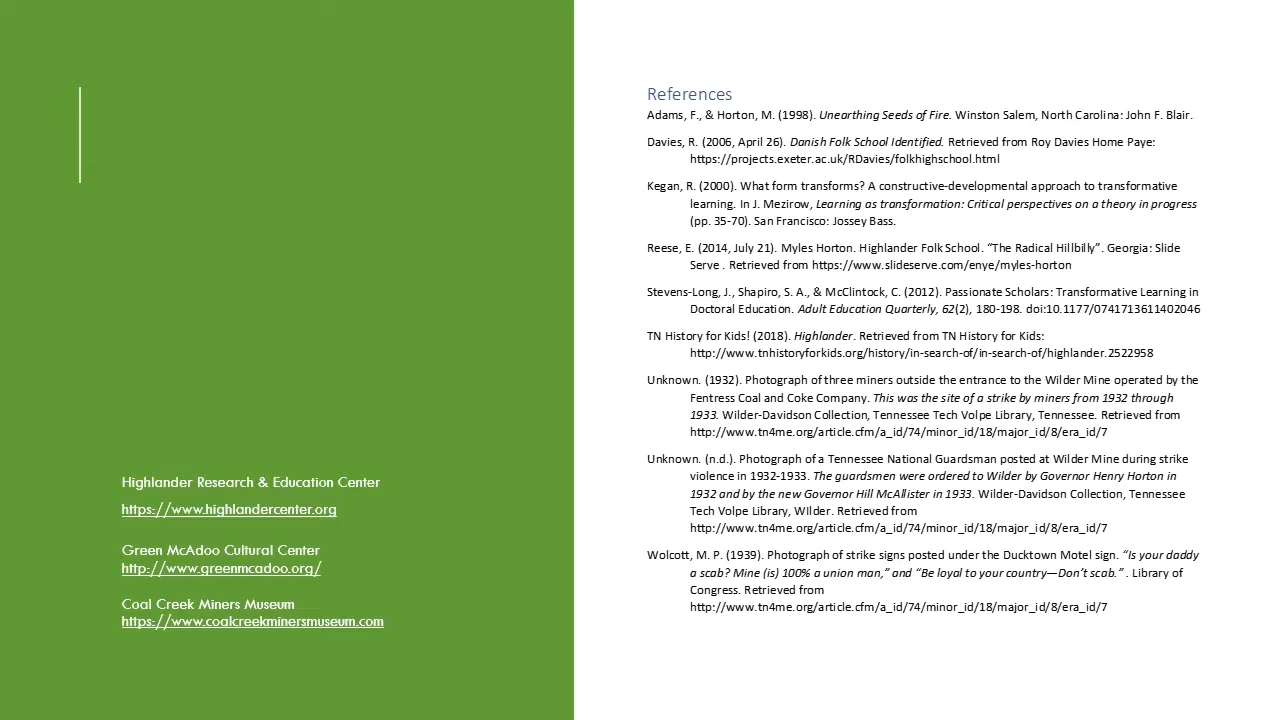 Highlander Research & Education Center
https://www.highlandercenter.org
Green McAdoo Cultural Center
http://www.greenmcadoo.org/
Coal Creek Miners Museum
https://www.coalcreekminersmuseum.com
References
Adams, F., & Horton, M. (1998). Unearthing Seeds of Fire. Winston Salem, North Carolina: John F. Blair.
Davies, R. (2006, April 26). Danish Folk School Identified. Retrieved from Roy Davies Home Paye:
https://projects.exeter.ac.uk/RDavies/folkhighschool.html
Kegan, R. (2000). What form transforms? A constructive-developmental approach to transformative
learning. In J. Mezirow, Learning as transformation: Critical perspectives on a theory in progress
(pp. 35-70). San Francisco: Jossey Bass.
Reese, E. (2014, July 21). Myles Horton. Highlander Folk School. “The Radical Hillbilly”. Georgia: Slide
Serve . Retrieved from https://www.slideserve.com/enye/myles-horton
Stevens-Long, J., Shapiro, S. A., & McClintock, C. (2012). Passionate Scholars: Transformative Learning in
Doctoral Education. Adult Education Quarterly, 62(2), 180-198. doi:10.1177/0741713611402046
TN History for Kids! (2018). Highlander. Retrieved from TN History for Kids:
http://www.tnhistoryforkids.org/history/in-search-of/in-search-of/highlander.2522958
Unknown. (1932). Photograph of three miners outside the entrance to the Wilder Mine operated by the
Fentress Coal and Coke Company. This was the site of a strike by miners from 1932 through
1933. Wilder-Davidson Collection, Tennessee Tech Volpe Library, Tennessee. Retrieved from
http://www.tn4me.org/article.cfm/a_id/74/minor_id/18/major_id/8/era_id/7
Unknown. (n.d.). Photograph of a Tennessee National Guardsman posted at Wilder Mine during strike
violence in 1932-1933. The guardsmen were ordered to Wilder by Governor Henry Horton in
1932 and by the new Governor Hill McAllister in 1933. Wilder-Davidson Collection, Tennessee
Tech Volpe Library, WIlder. Retrieved from
http://www.tn4me.org/article.cfm/a_id/74/minor_id/18/major_id/8/era_id/7
Wolcott, M. P. (1939). Photograph of strike signs posted under the Ducktown Motel sign. “Is your daddy
a scab? Mine (is) 100% a union man,” and “Be loyal to your country—Don’t scab.” . Library of
Congress. Retrieved from
http://www.tn4me.org/article.cfm/a_id/74/minor_id/18/major_id/8/era_id/7